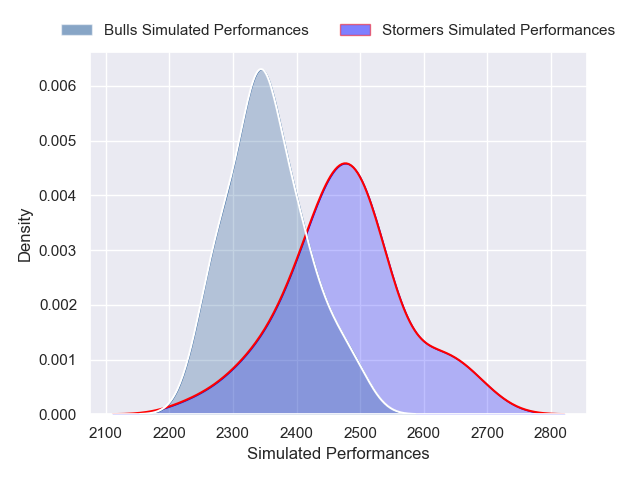 Bulls Simulated Performances
Stormers Simulated Performances
0.006
0.005
0.004
0.003
0.002
0.001
0.000
Density
2100 2200 2300 2400 2500 2600 2700 2800
Simulated Performances